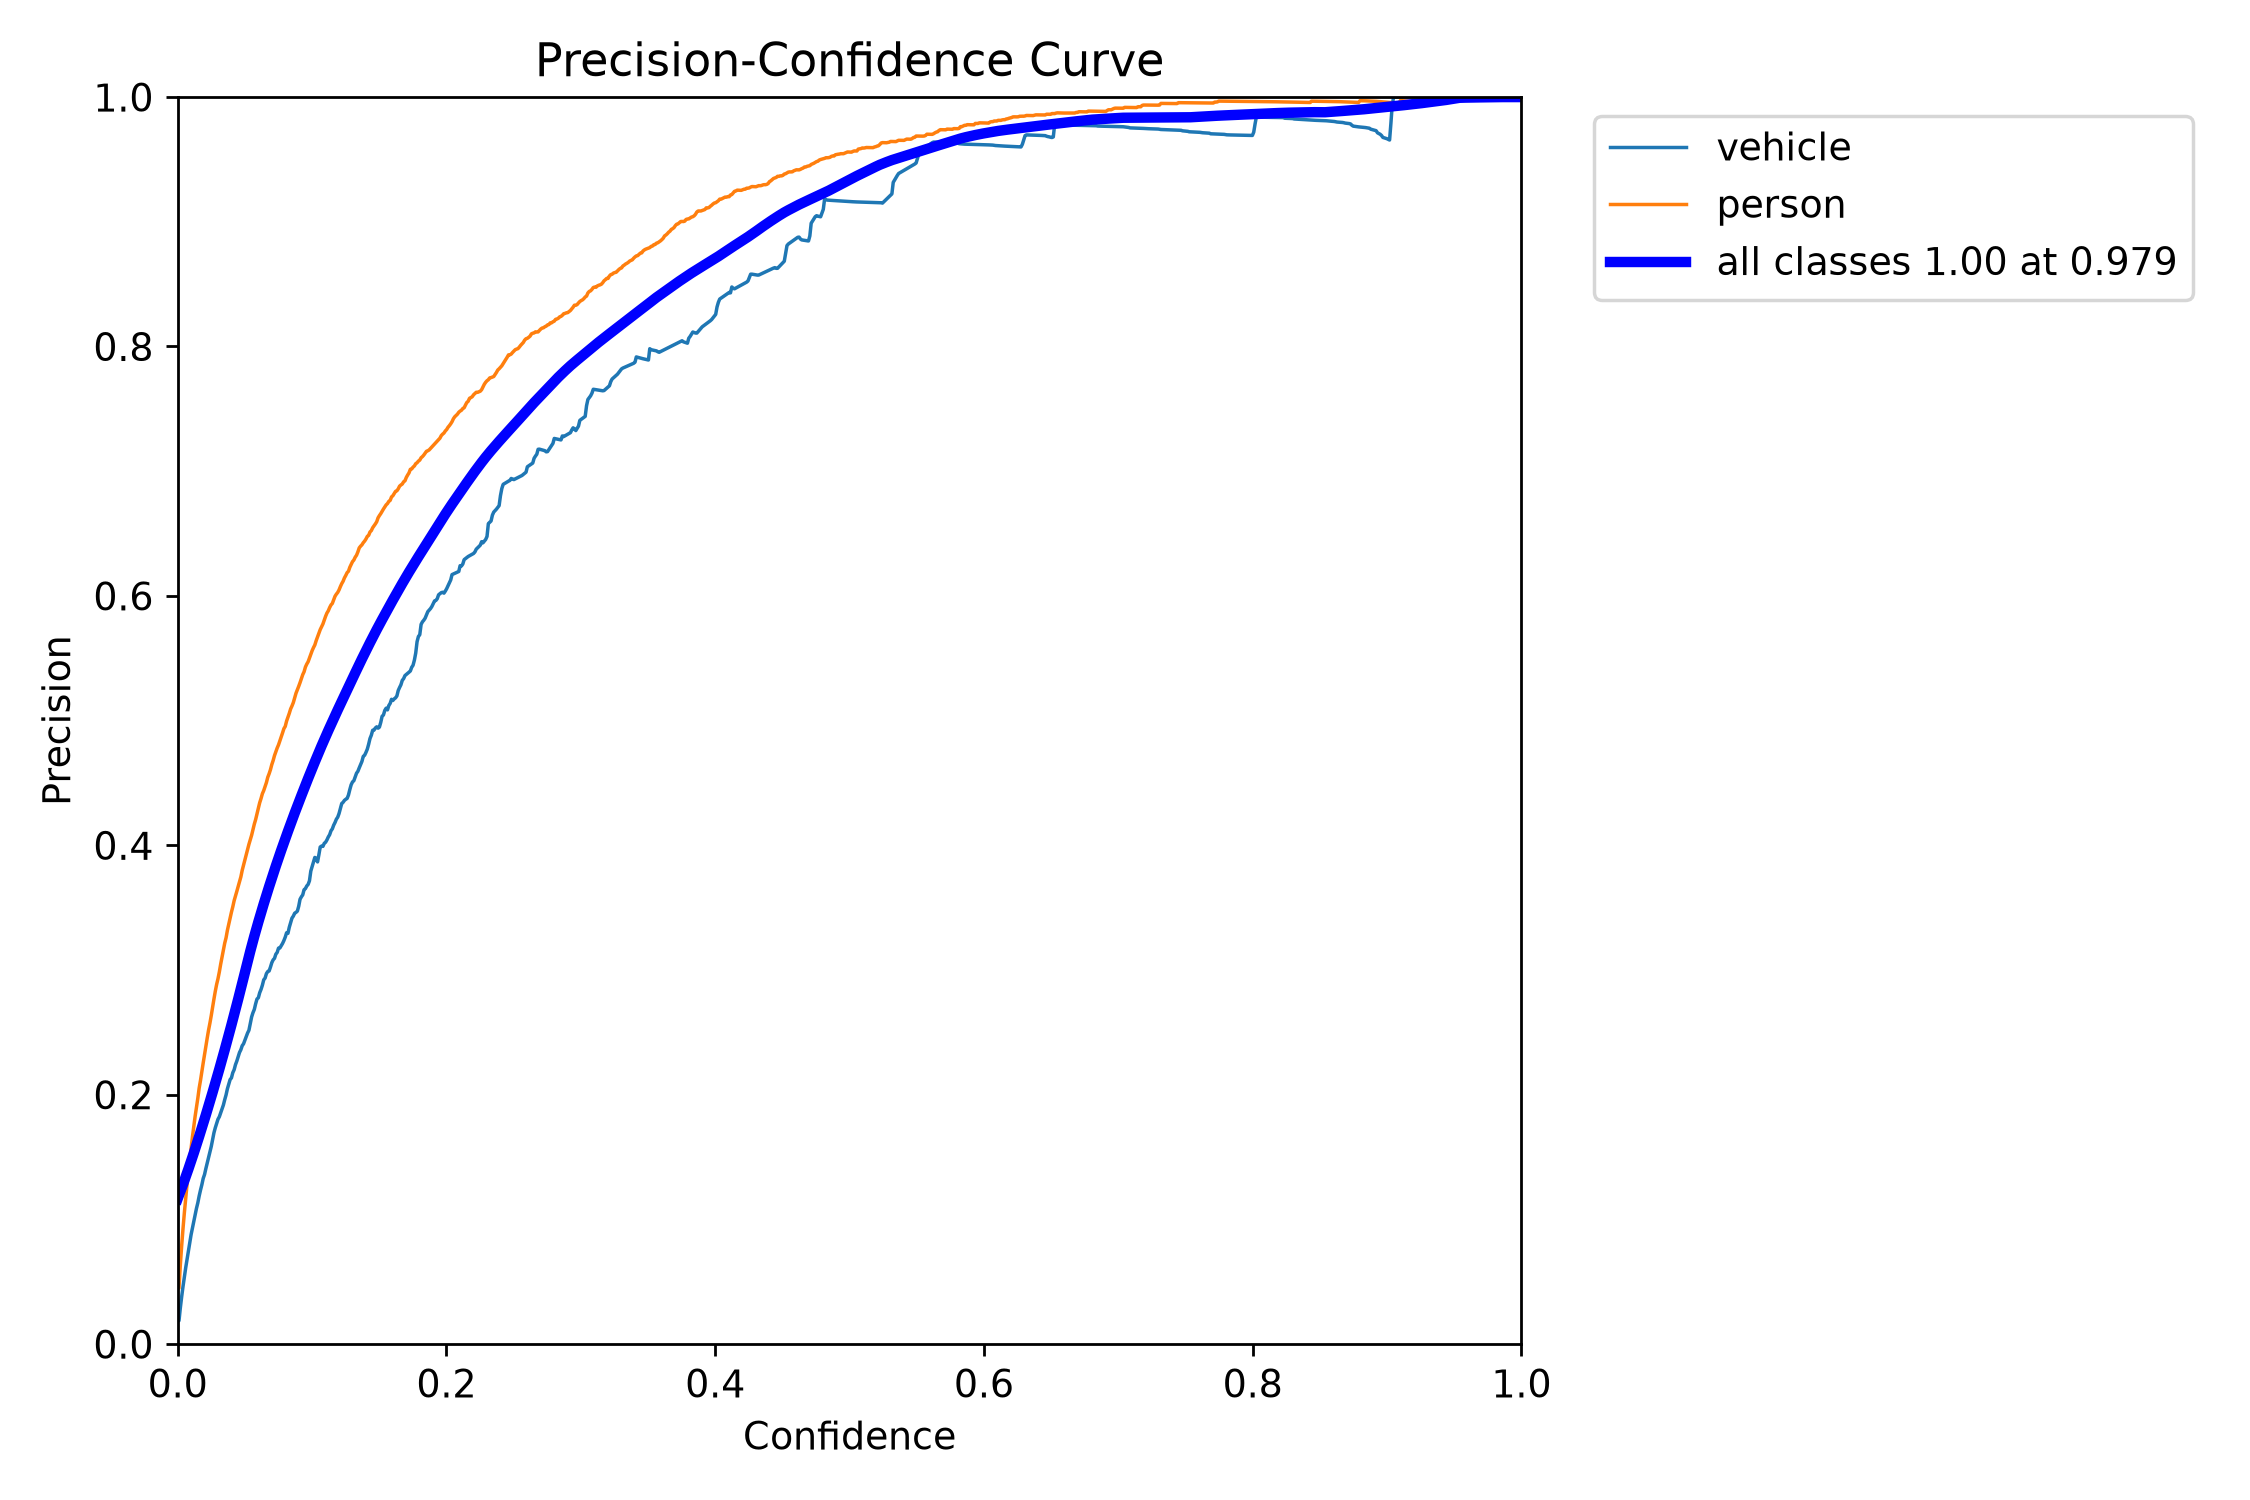 Precision-Confidence Curve
1.0
0.8
0.6
0.4
0.2
0.0
Precision
0.0 0.2 0.4 0.6 0.8 1.0
Confidence
vehicle
person
all classes 1.00 at 0.979